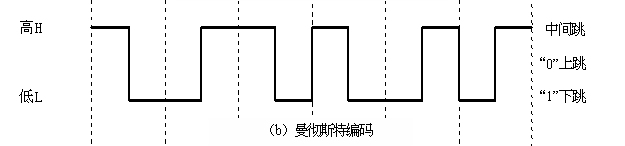 高H
中间跳
“0”上跳
低L
“1”下跳
（b）曼彻斯特编码